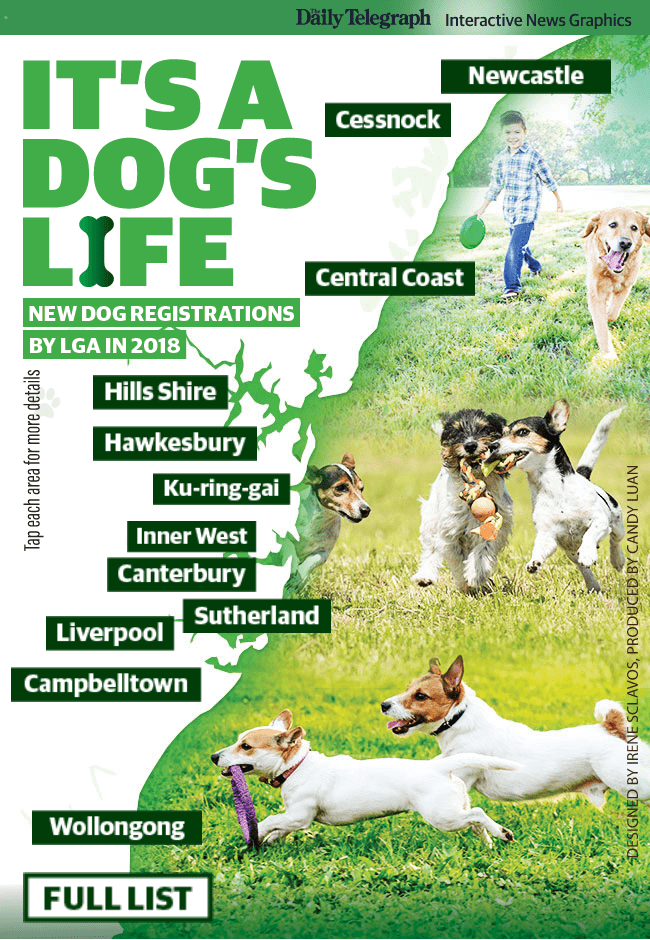 The Daily Telegraph Interactive News Graphics
IT'S A
DOG'S
LIFE
NEW DOG REGISTRATIONS
BY LGA IN 2018
Tap each area for more details
Newcastle
Cessnock
Central Coast
Hills Shire
Hawkesbury
Ku-ring-gai
Inner West
Canterbury
Sutherland
Liverpool
Campbelltown
Wollongong
FULL LIST
DESIGNED BY IRENE SCLAVOS, PRODUCED BY CANDY LUAN